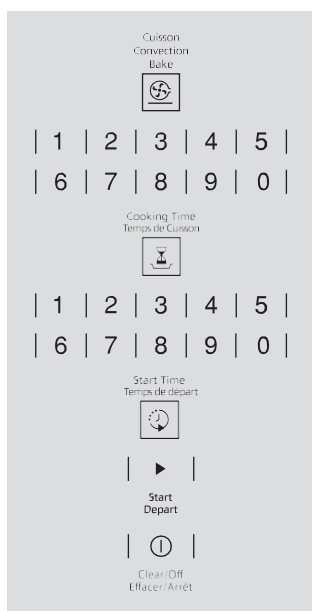 Cuisson
Convection
Bake
| 1 | 2 | 3 | 4 | 5 |
| 6 | 7 | 8 | 9 | 0 |
Cooking Time
Temps de Cuisson
| 1 | 2 | 3 | 4 | 5 |
| 6 | 7 | 8 | 9 | 0 |
Start Time
Temps de départ
Start
Depart
Clear/Off
Effacer/Arrêt